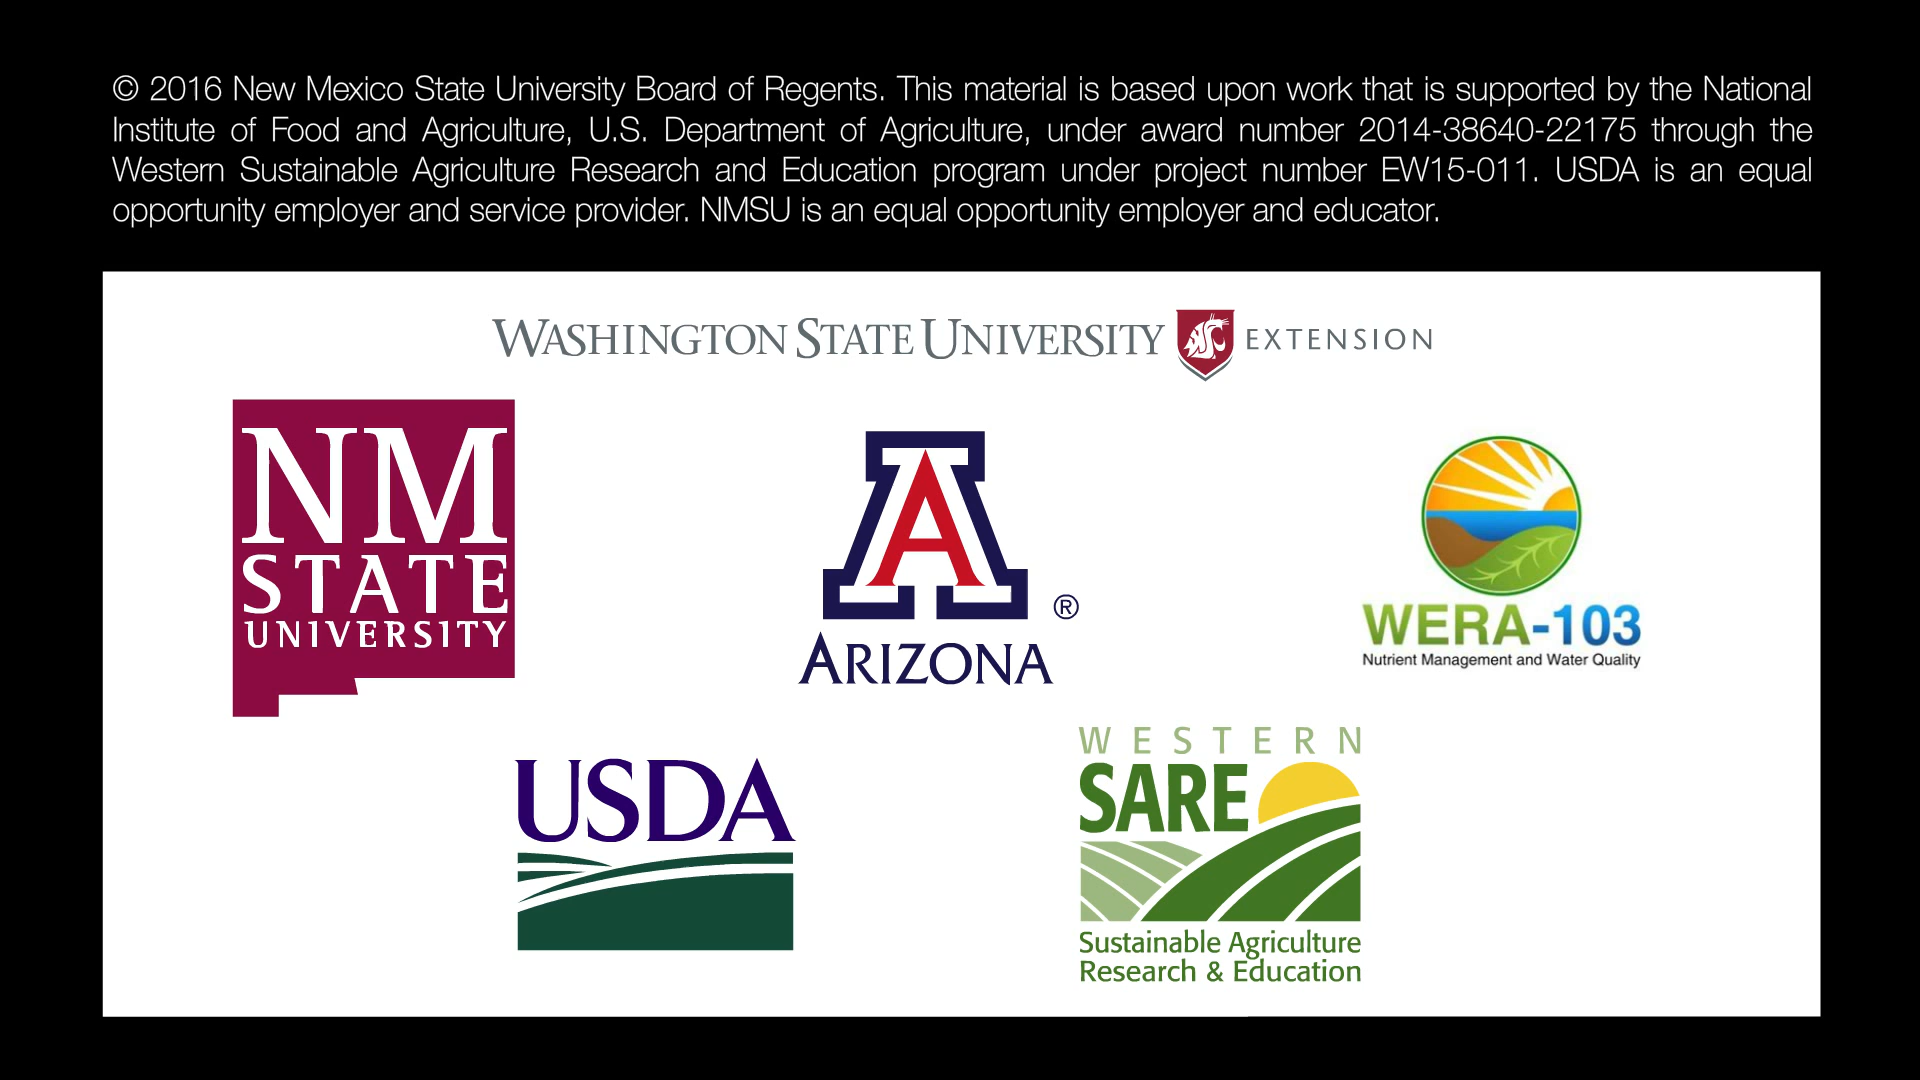 © 2016 New Mexico State University Board of Regents. This material is based upon work that is supported by the National
Institute of Food and Agriculture, U.S. Department of Agriculture, under award number 2014-38640-22175 through the
Western Sustainable Agriculture Research and Education program under project number EW15-011. USDA is an equal
opportunity employer and service provider. NMSU is an equal opportunity employer and educator.
WASHINGTON STATE UNIVERSITY EXTENSION
NM
STATE
UNIVERSITY
A
®
ARIZONA
WERA-103
Nutrient Management and Water Quality
USDA
WESTERN
SARE
Sustainable Agriculture
Research & Education